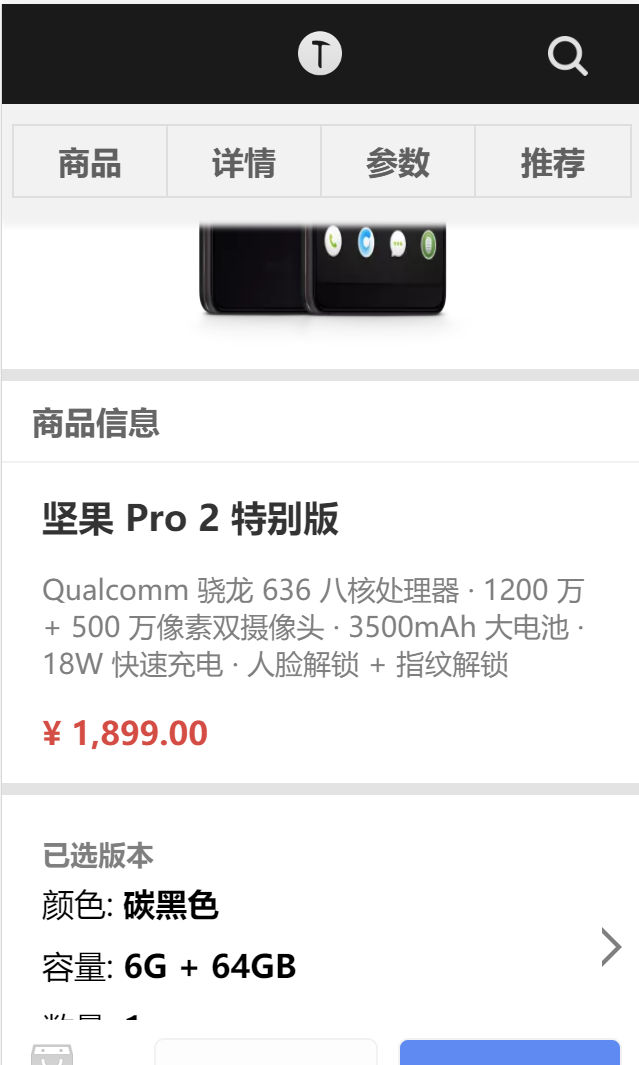 T
商品 详情 参数 推荐
商品信息
坚果 Pro 2 特别版
Qualcomm 骁龙 636 八核处理器 · 1200 万
+ 500 万像素双摄像头 · 3500mAh 大电池 ·
18W 快速充电 · 人脸解锁 + 指纹解锁
¥ 1,899.00
已选版本
颜色: 碳黑色
容量: 6G + 64GB